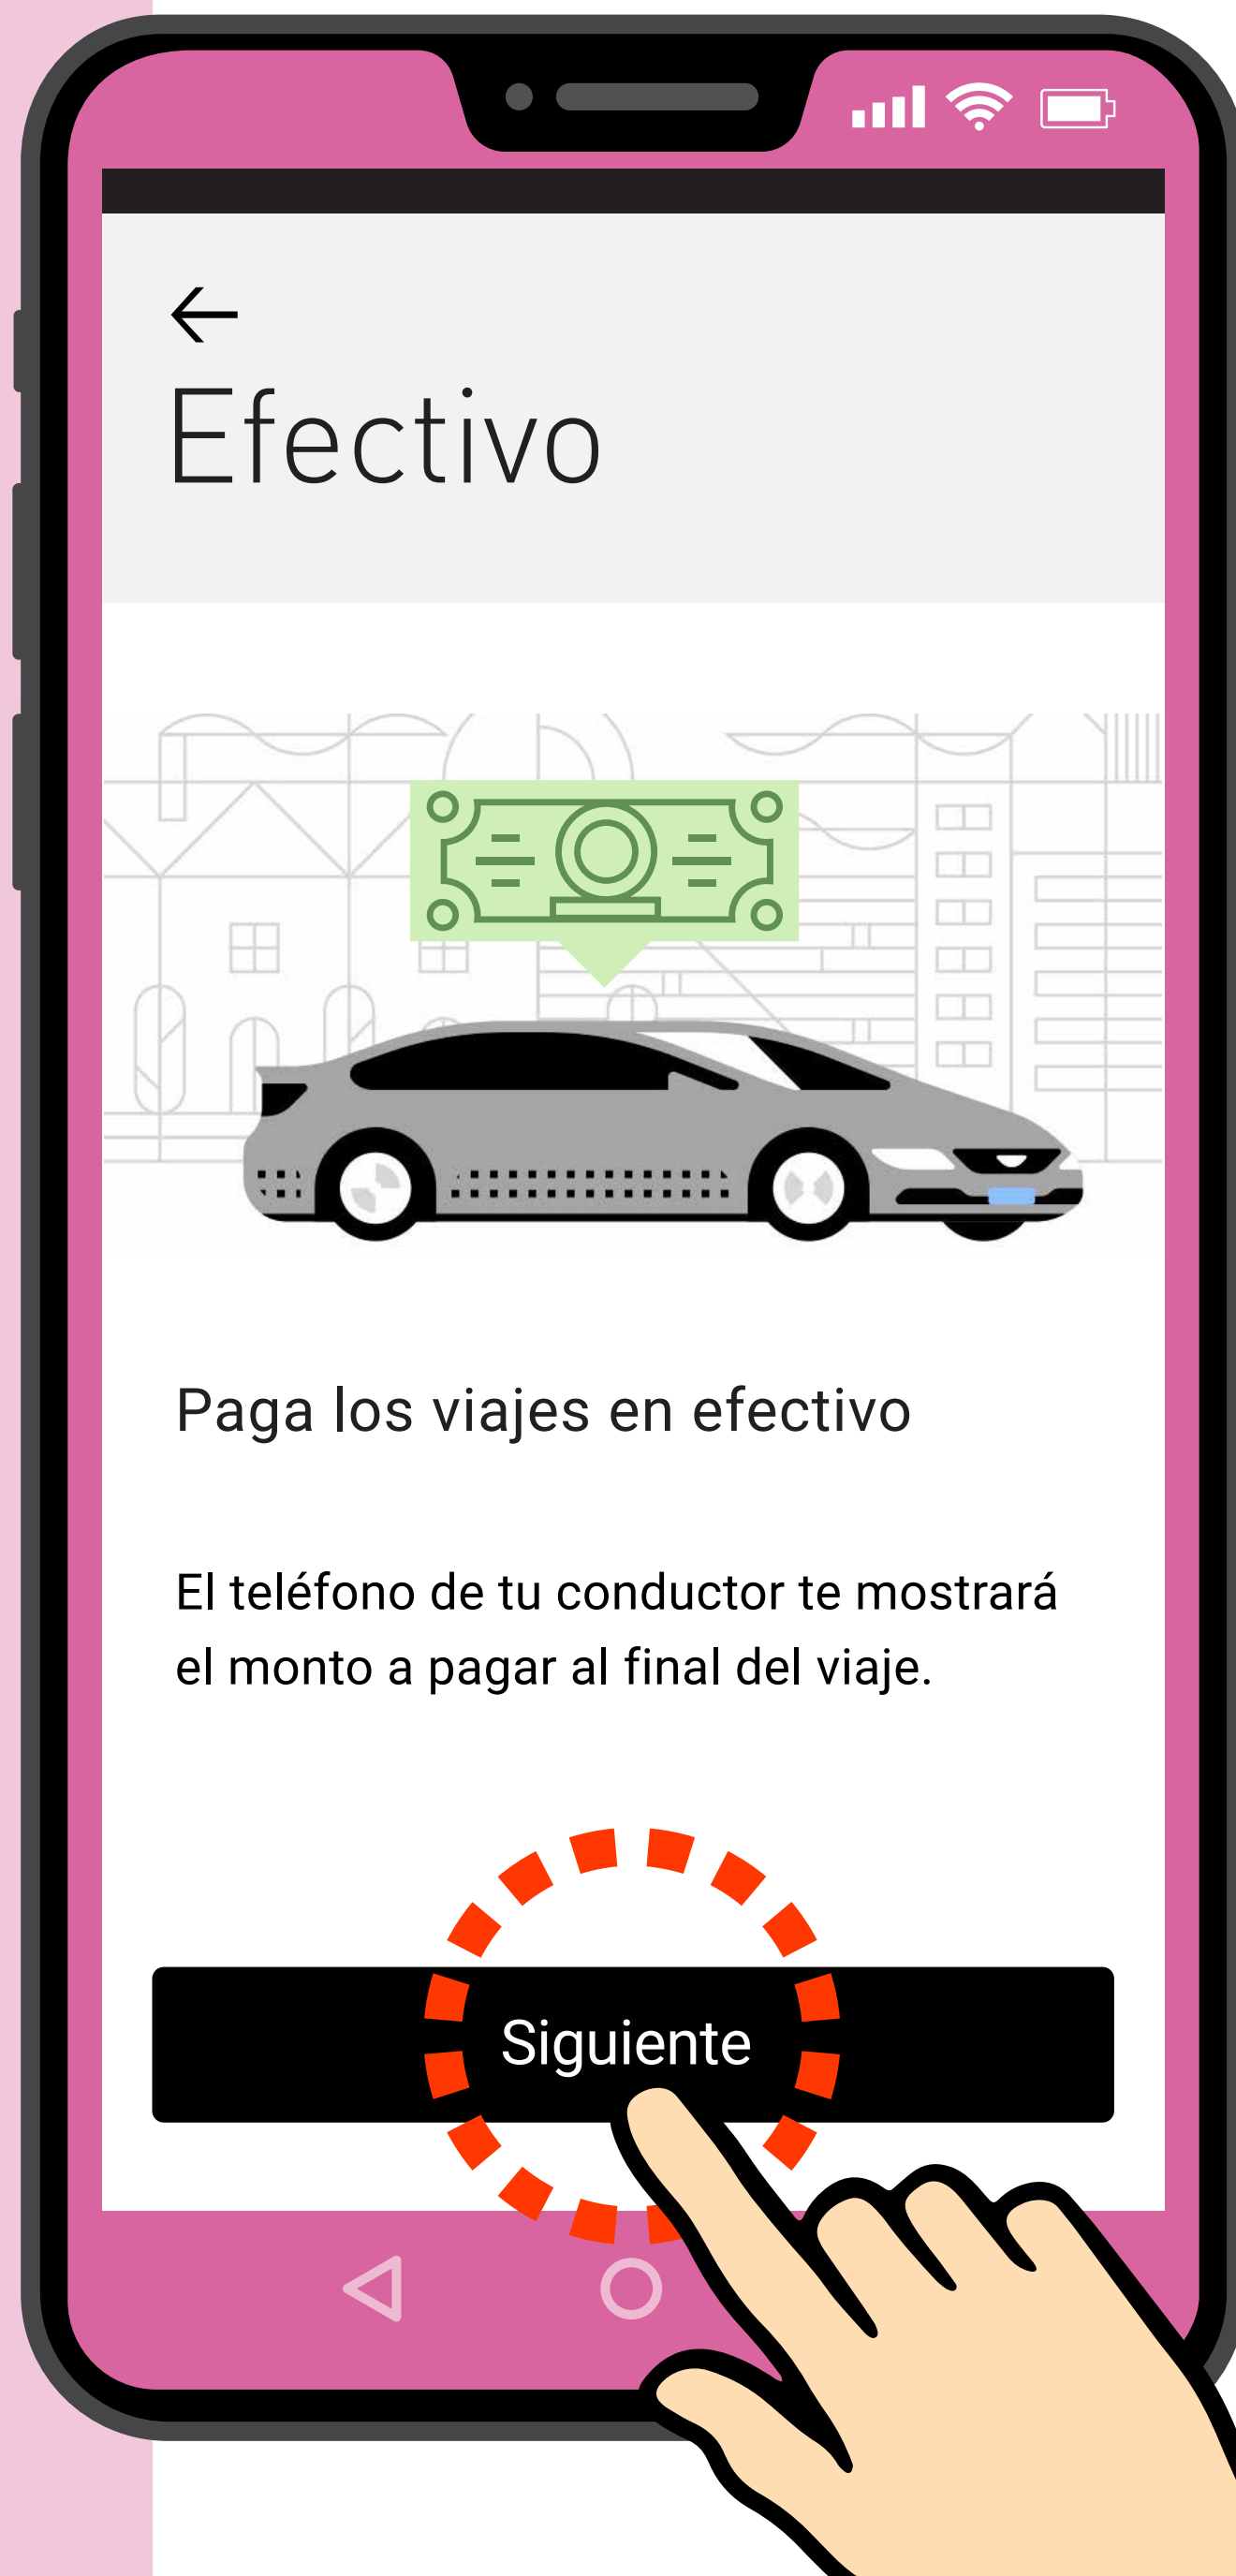 Efectivo
Paga los viajes en efectivo
El teléfono de tu conductor te mostrará
el monto a pagar al final del viaje.
Siguiente